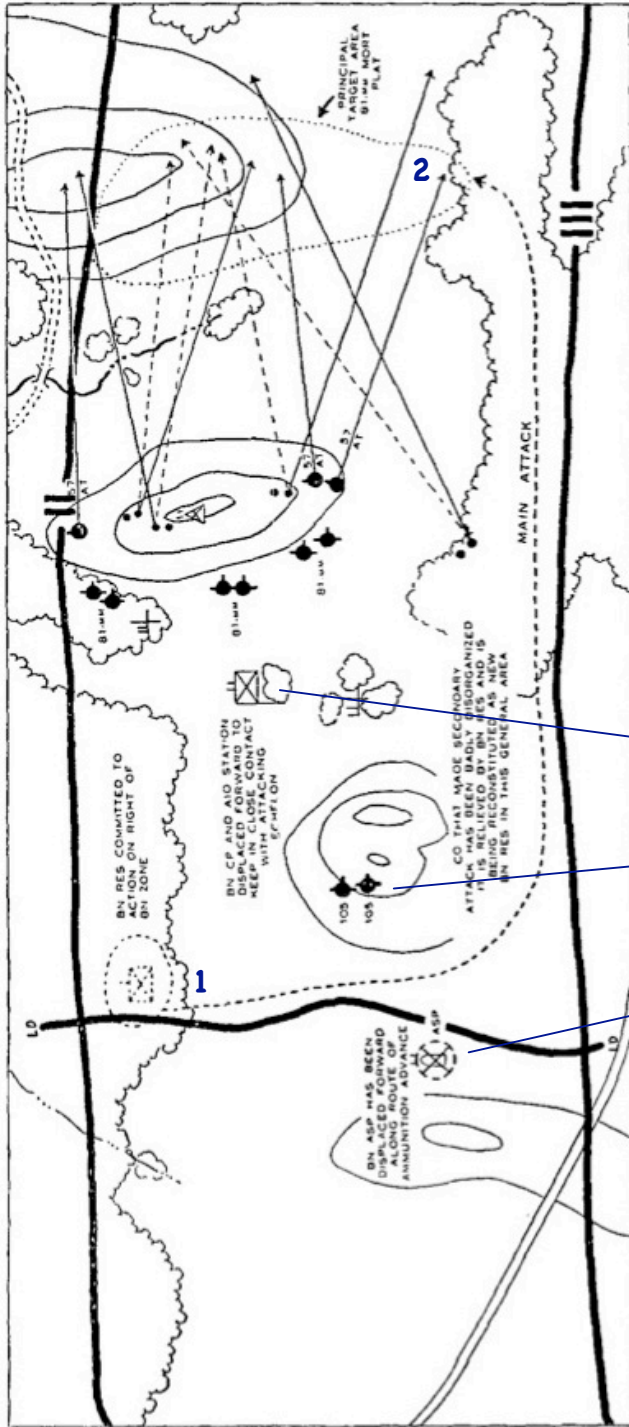 PRINCIPAL
TARGET AREA
81-MM MORT
PLAT
2
57
AT
57
AT
57
AT
MAIN ATTACK
81-MM
81-MM
CO THAT MADE SECONDARY
ATTACK HAS BEEN BADLY DISORGANIZED
IT IS RELIEVED BY BN RES AND IS
BEING RECONSTITUTED AS NEW
BN RES IN THIS GENERAL AREA
BN CP AND AID STATION
DISPLACED FORWARD TO
KEEP IN CLOSE CONTACT
WITH ATTACKING
ECHELON
105
105
BN RES COMMITTED TO
ACTION ON RIGHT OF
BN ZONE
1
LD
LD
ASP
BN ASP HAS BEEN
DISPLACED FORWARD
ALONG ROUTE OF
AMMUNITION ADVANCE